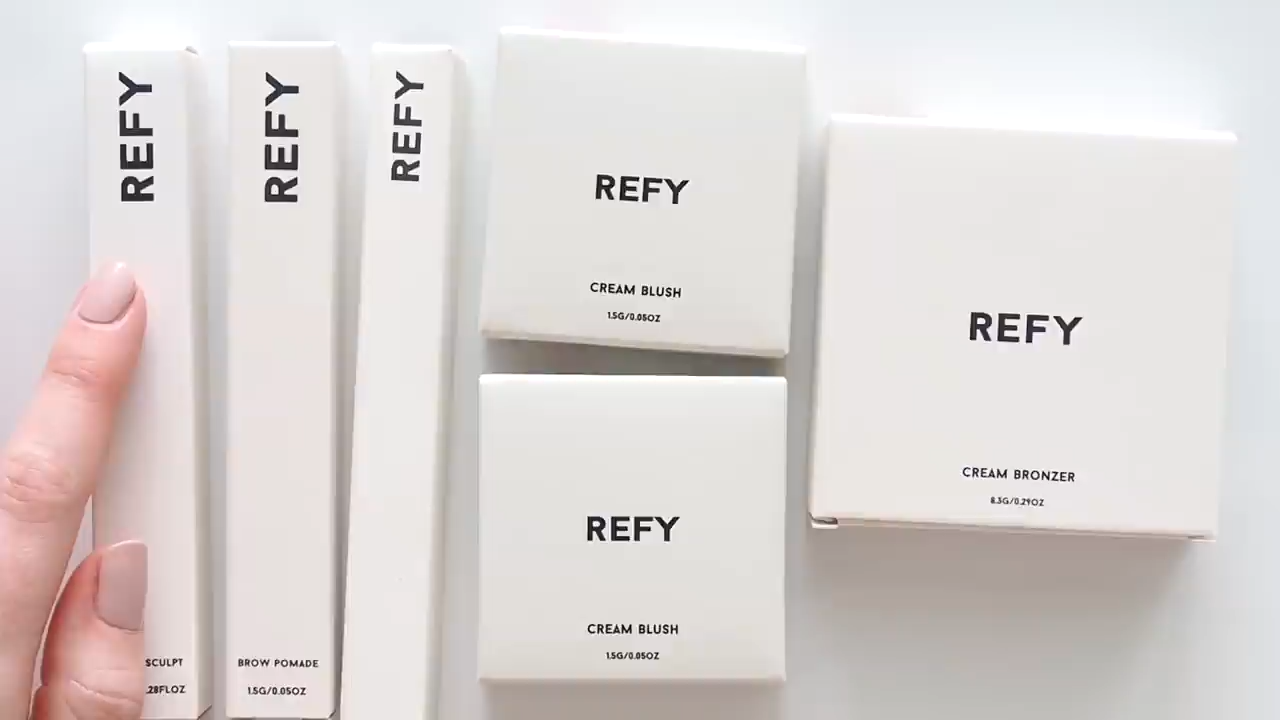 REFY
SCULPT
.28FLOZ
REFY
BROW POMADE
1.5G/0.05OZ
REFY
REFY
CREAM BLUSH
1.5G/0.05OZ
REFY
CREAM BLUSH
1.5G/0.05OZ
REFY
CREAM BRONZER
8.3G/0.29OZ